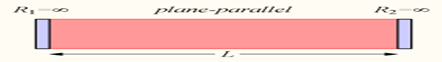 R₁=∞ plane-parallel R₂=∞
L